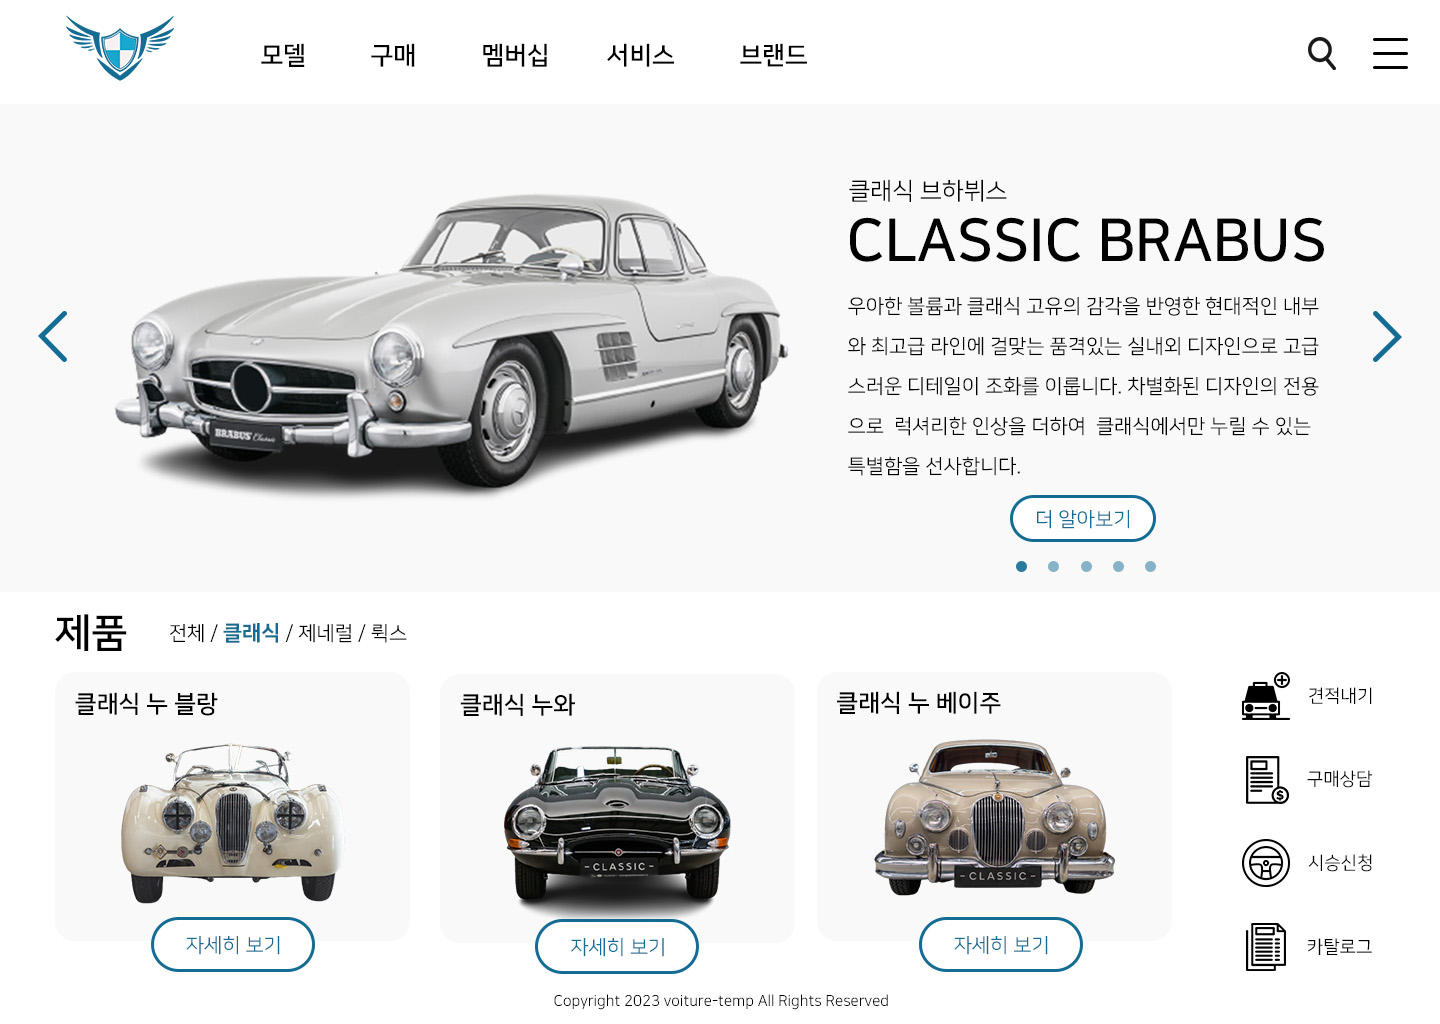 모델 구매 멤버십 서비스 브랜드
클래식 브하뷔스
CLASSIC BRABUS
우아한 볼륨과 클래식 고유의 감각을 반영한 현대적인 내부
와 최고급 라인에 걸맞는 품격있는 실내외 디자인으로 고급
스러운 디테일이 조화를 이룹니다. 차별화된 디자인의 전용
으로 럭셔리한 인상을 더하여 클래식에서만 누릴 수 있는
특별함을 선사합니다.
BRABUS Classic
더 알아보기
제품
전체 / 클래식 / 제네럴 / 뤽스
클래식 누 블랑
자세히 보기
클래식 누와
- CLASSIC -
자세히 보기
클래식 누 베이주
- CLASSIC -
자세히 보기
견적내기
구매상담
시승신청
카탈로그
Copyright 2023 voiture-temp All Rights Reserved